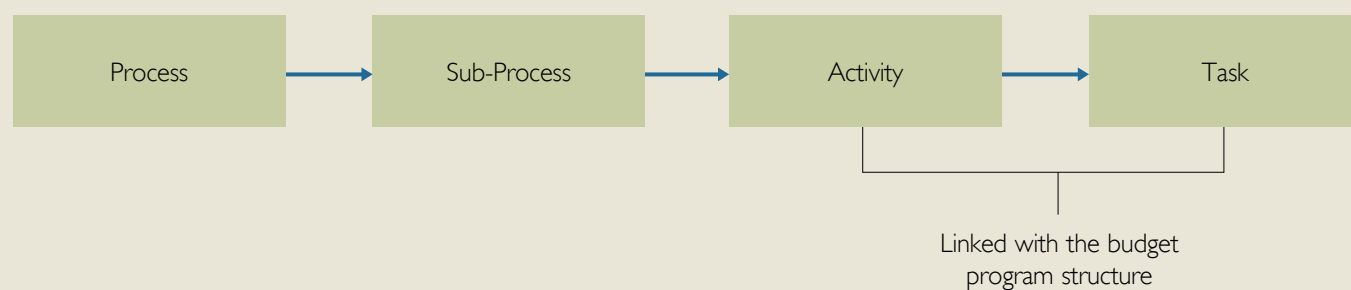 Process
Sub-Process
Activity
Task
Linked with the budget
program structure